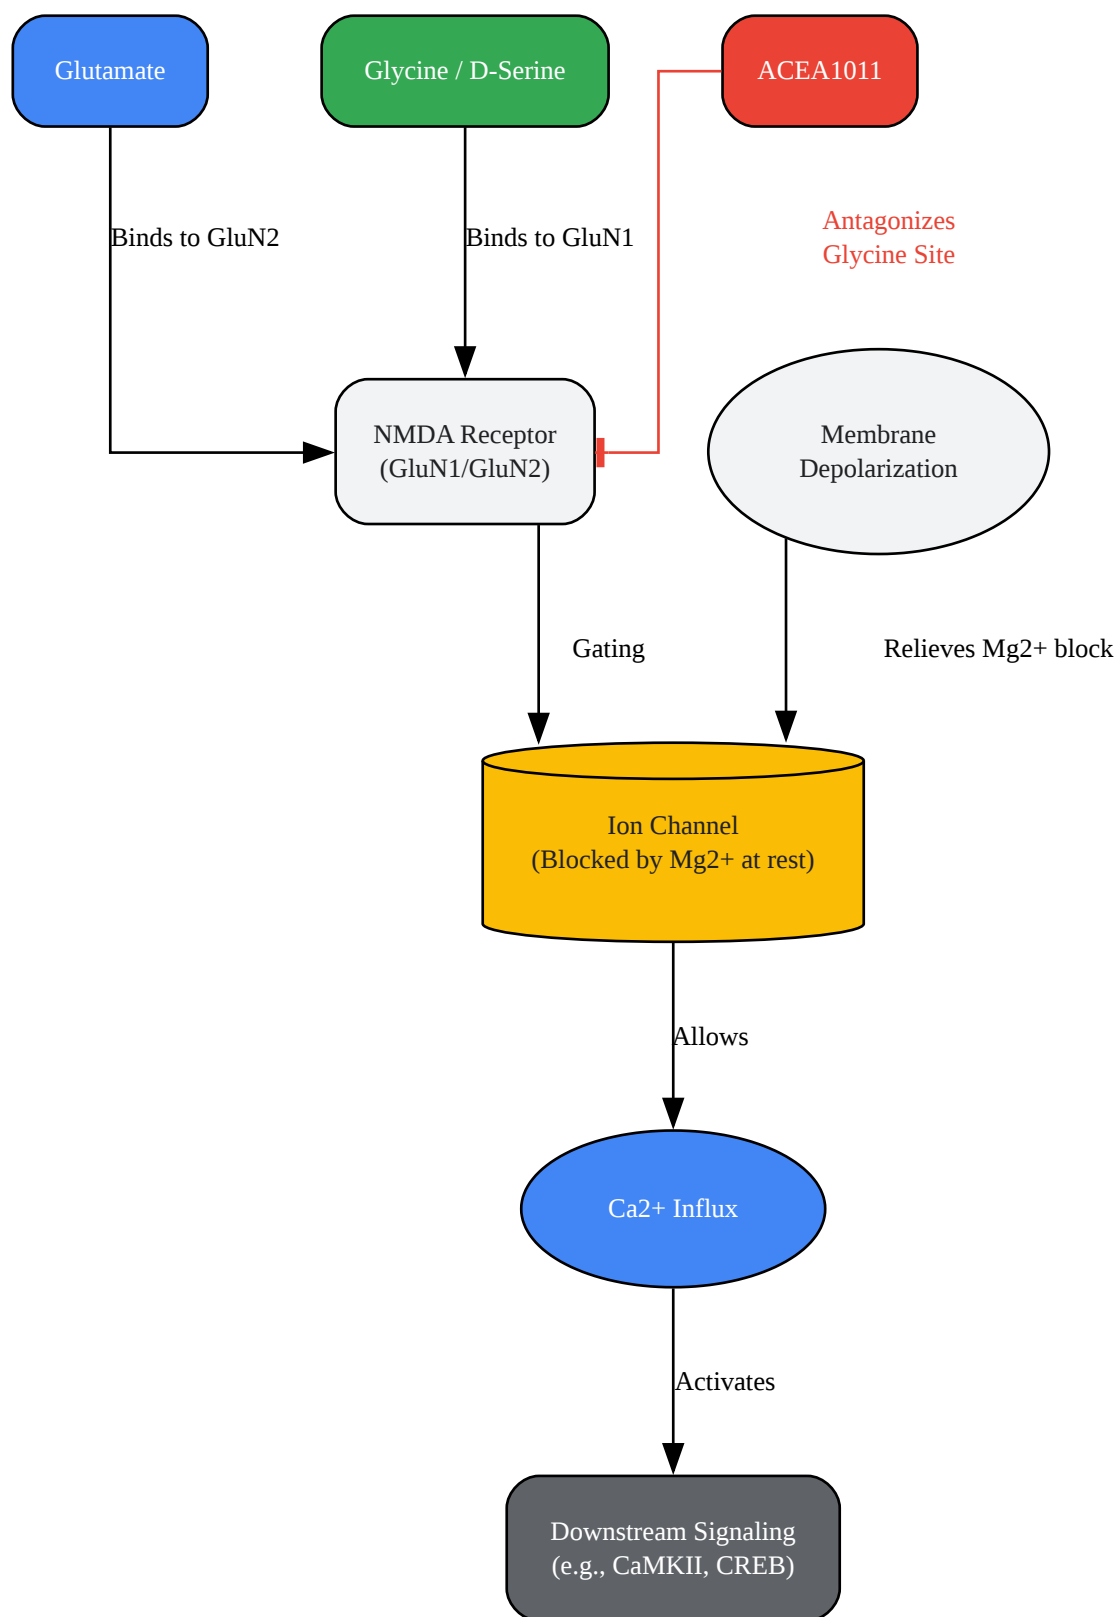 Glutamate
Glycine / D-Serine
ACEA1011
Binds to GluN2
Binds to GluN1
Antagonizes
Glycine Site
NMDA Receptor
(GluN1/GluN2)
Membrane
Depolarization
Gating
Relieves Mg2+ block
Ion Channel
(Blocked by Mg2+ at rest)
Allows
Ca2+ Influx
Activates
Downstream Signaling
(e.g., CaMKII, CREB)